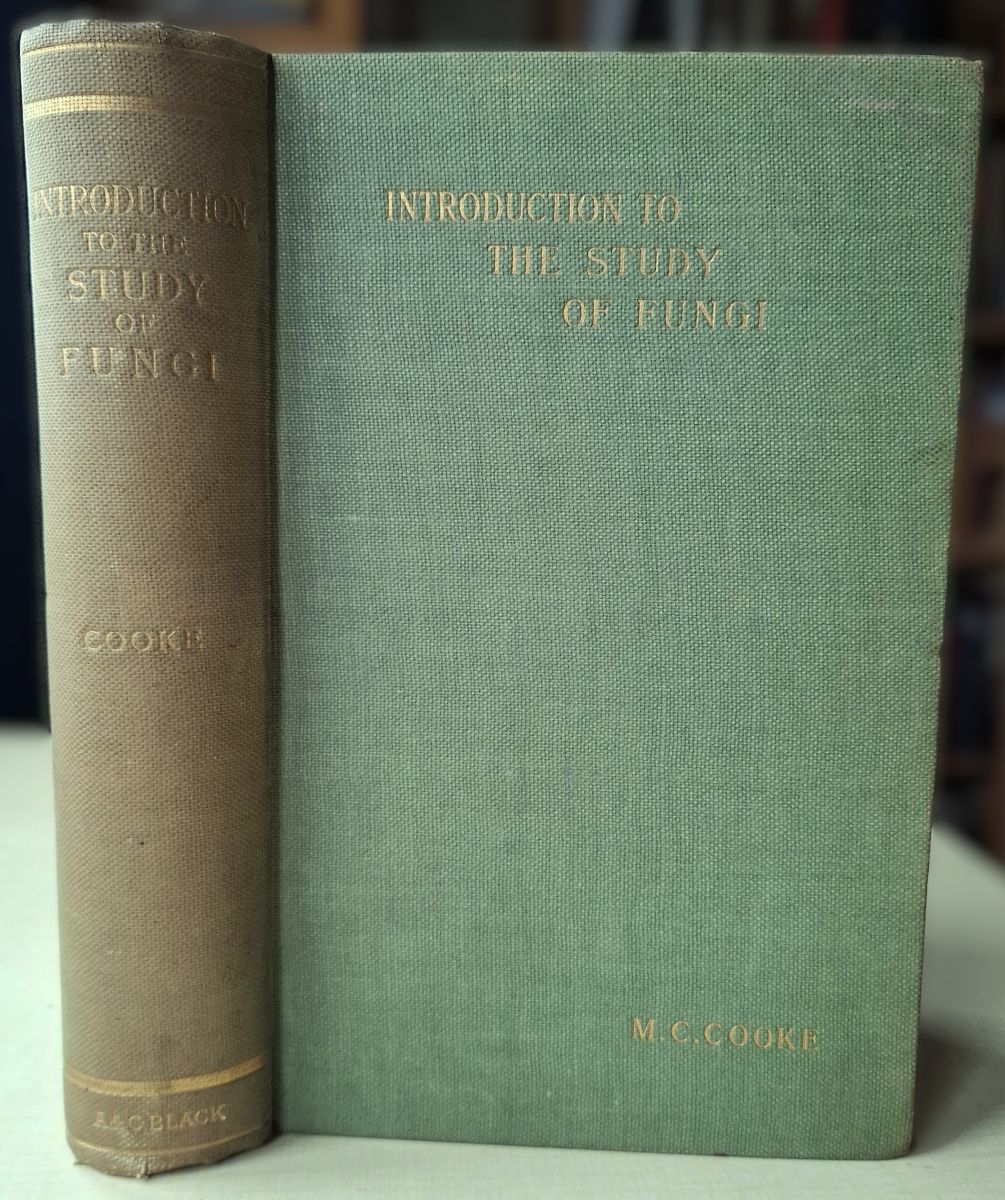 INTRODUCTION
TO THE
STUDY
OF
FUNGI
COOKE
A & C BLACK
INTRODUCTION TO
THE STUDY
OF FUNGI
M.C.COOKE